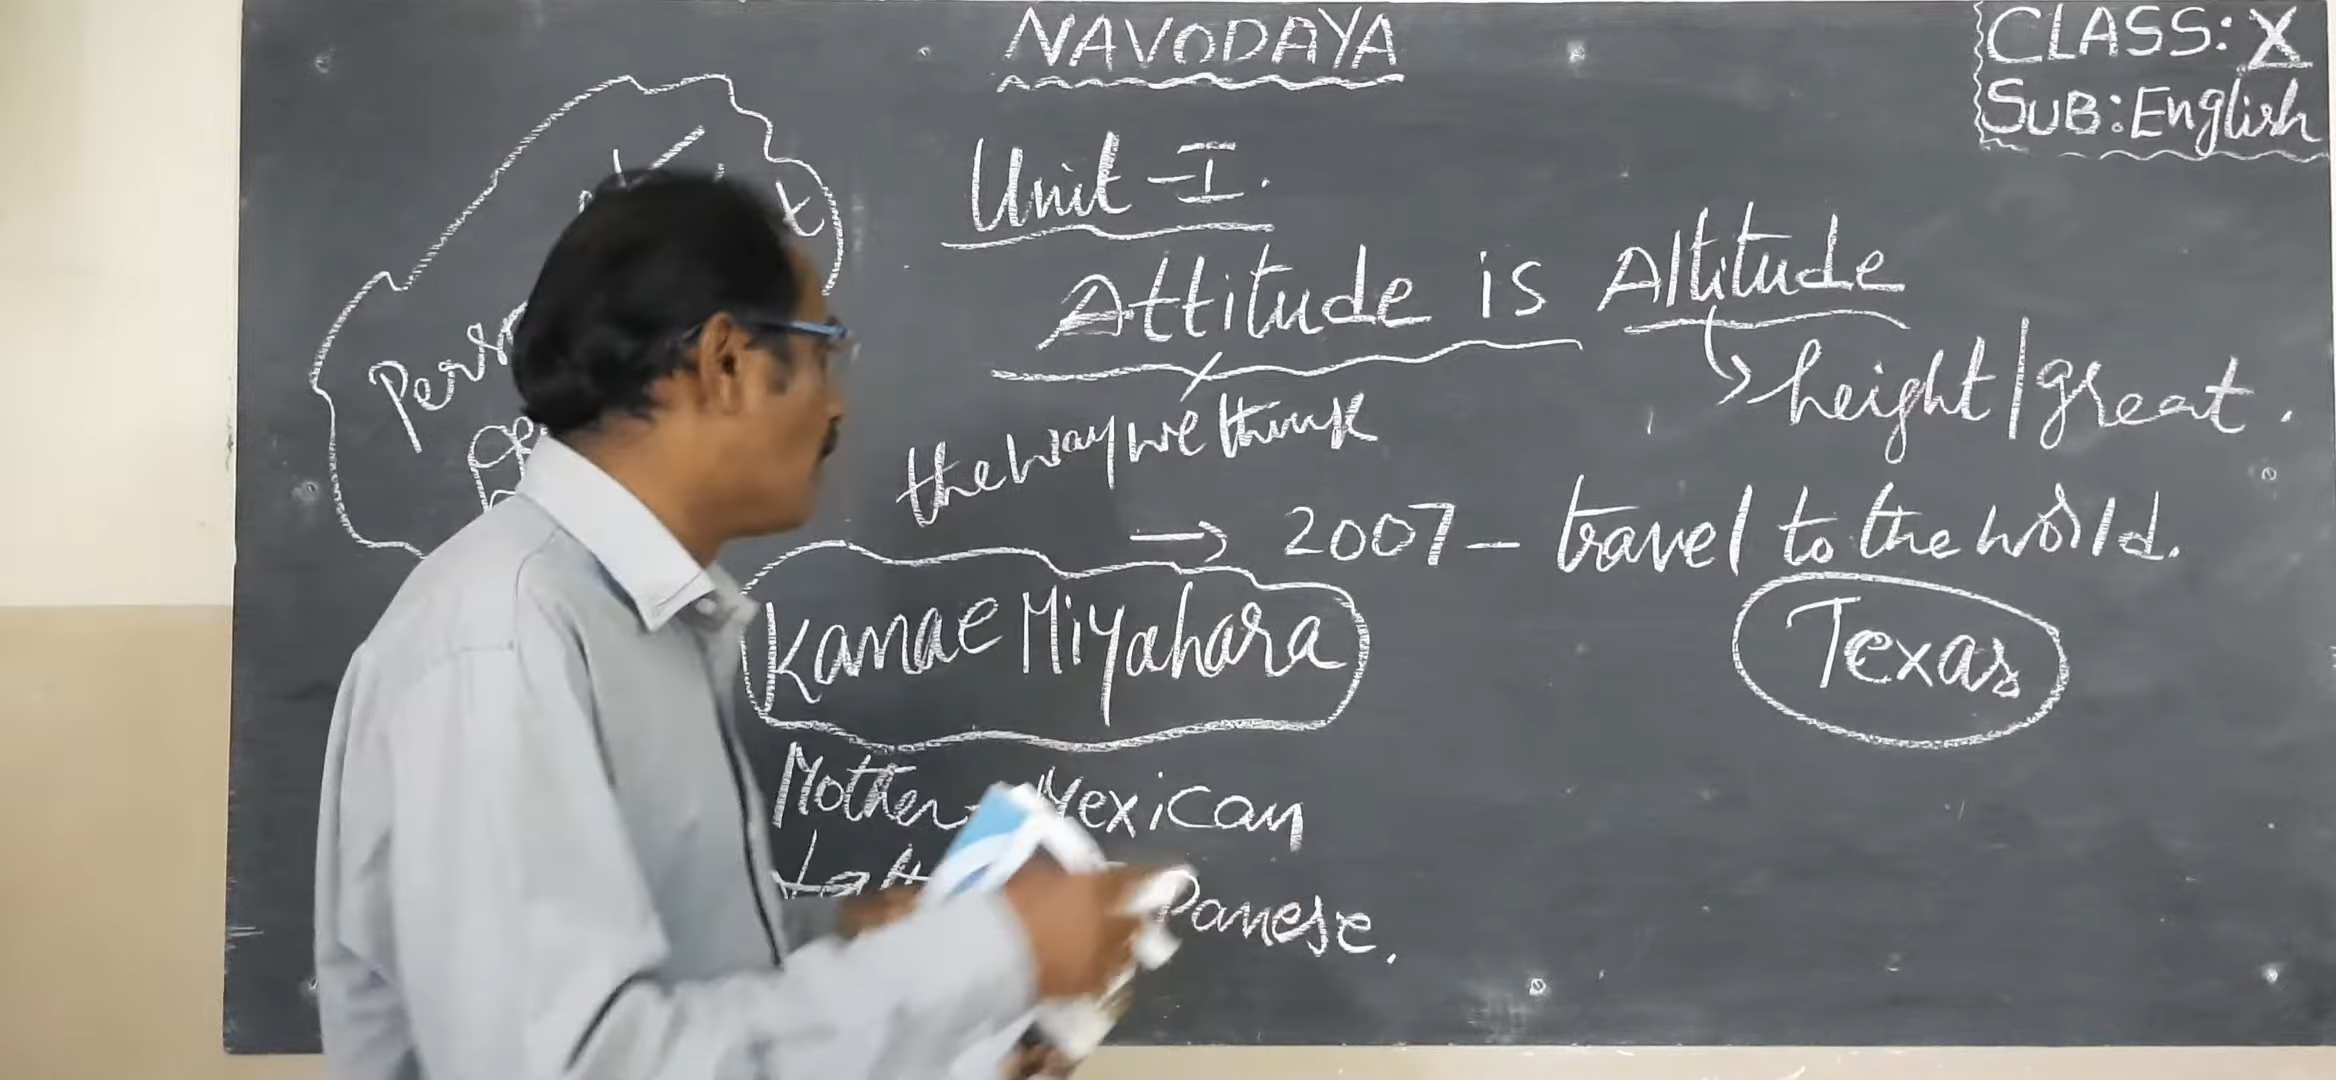 NAVODAYA
CLASS: X
SUB: English
Unit -I.
Attitude is Altitude
height/great.
the way we think
→ 2007 - travel to the world.
Kanae Miyahara
Texas
Mother - Mexican